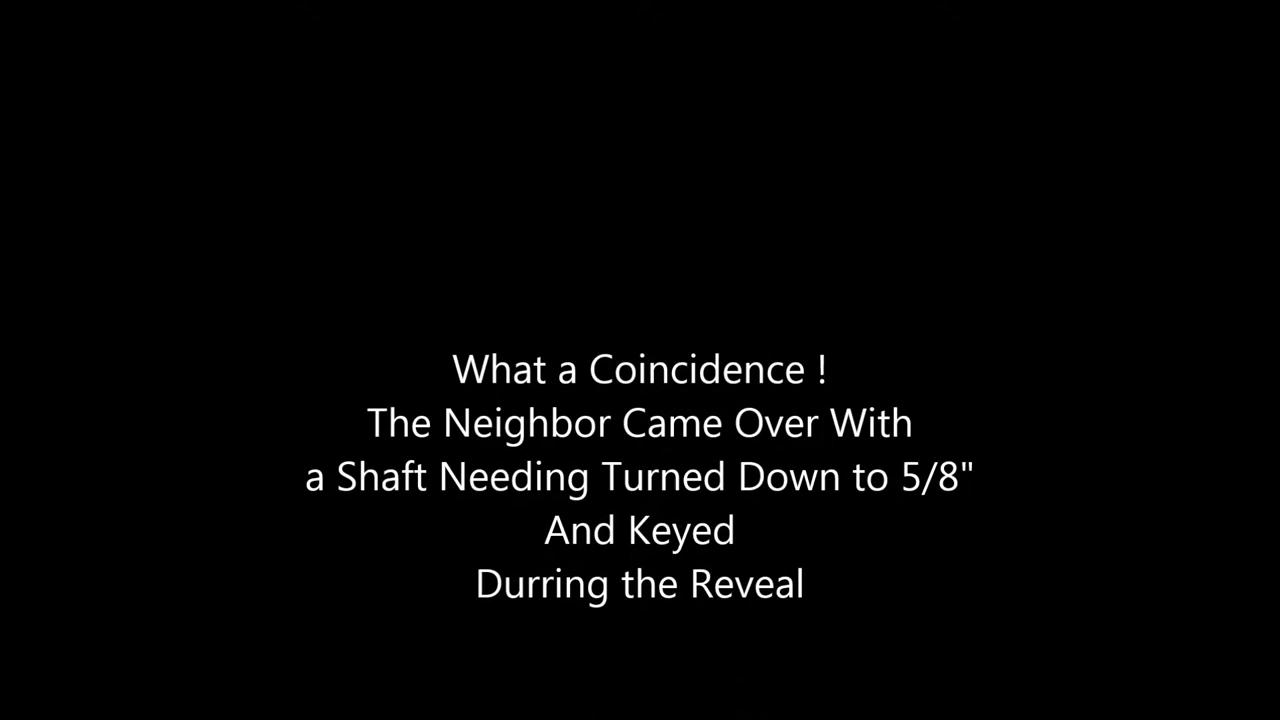 What a Coincidence !
The Neighbor Came Over With
a Shaft Needing Turned Down to 5/8"
And Keyed
Durring the Reveal